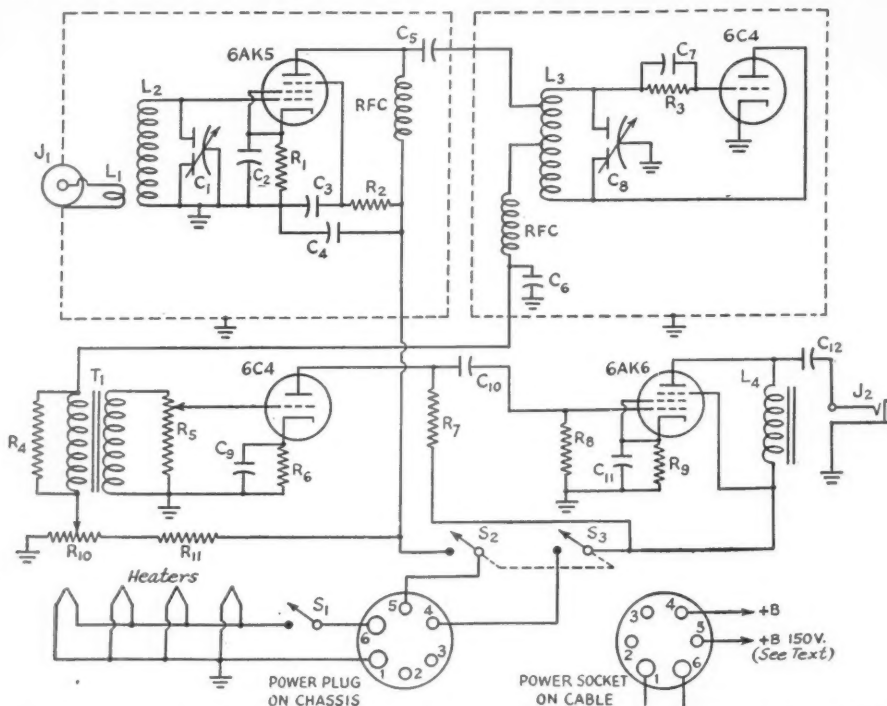 C5
6AK5
6C4
C7
L2
L3
RFC
R3
J1
L1
C1
C2
R1
C3
R2
C8
C4
RFC
C6
T1
6C4
C10
6AK6
C12
L4
J2
R4
R5
R7
R8
C9
R6
C11
R9
R10
R11
S2
S3
Heaters
S1
5
4
6
3
1
2
POWER PLUG
ON CHASSIS
3
4
+B
5
+B 150V.
(See Text)
2
1
6
POWER SOCKET
ON CABLE